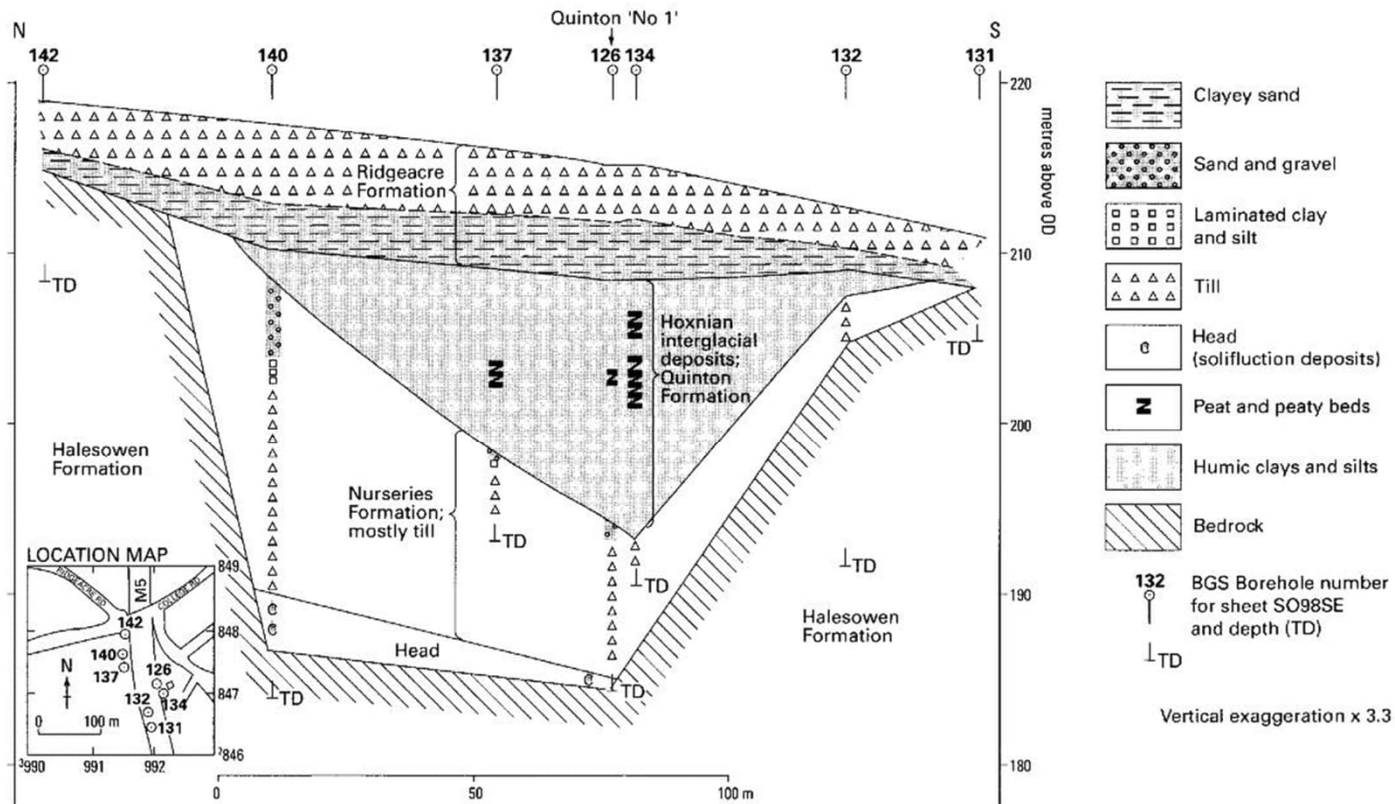 Quinton 'No 1'
N
S
142
140
137
126
134
132
131
220
210
200
190
180
metres above OD
Ridgeacre
Formation
TD
TD
Hoxnian
interglacial
deposits;
Quinton
Formation
Halesowen
Formation
Nurseries
Formation;
mostly till
TD
TD
TD
Halesowen
Formation
Head
TD
TD
LOCATION MAP
RIDGEACRE RD
M5
COLLEGE RD
849
142
848
140
N
137
126
847
132
134
0 100 m
131
²846
³990 991 992
0 50 100 m
Clayey sand
Sand and gravel
Laminated clay
and silt
Till
Head
(solifluction deposits)
Peat and peaty beds
Humic clays and silts
Bedrock
132
BGS Borehole number
for sheet SO98SE
and depth (TD)
TD
Vertical exaggeration x 3.3